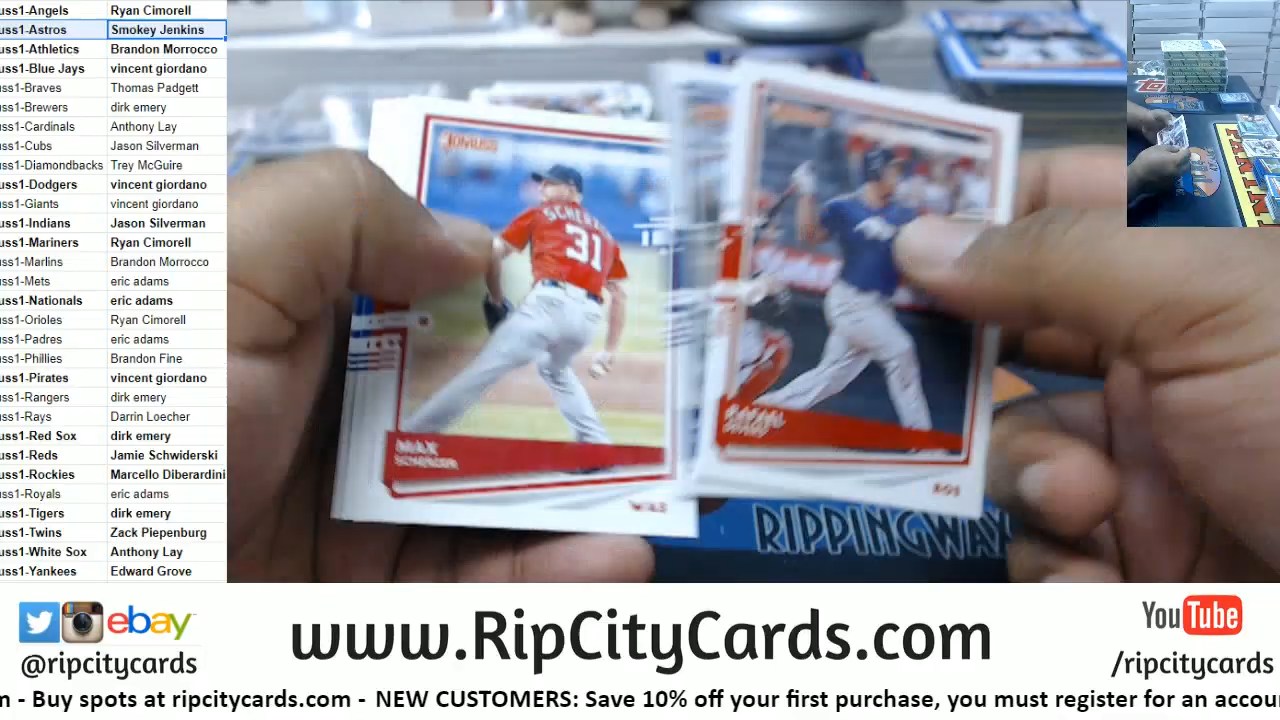 uss1-Angels Ryan Cimorell
uss1-Astros Smokey Jenkins
uss1-Athletics Brandon Morrocco
uss1-Blue Jays vincent giordano
uss1-Braves Thomas Padgett
uss1-Brewers dirk emery
uss1-Cardinals Anthony Lay
uss1-Cubs Jason Silverman
uss1-Diamondbacks Trey McGuire
uss1-Dodgers vincent giordano
uss1-Giants vincent giordano
uss1-Indians Jason Silverman
uss1-Mariners Ryan Cimorell
uss1-Marlins Brandon Morrocco
uss1-Mets eric adams
uss1-Nationals eric adams
uss1-Orioles Ryan Cimorell
uss1-Padres eric adams
uss1-Phillies Brandon Fine
uss1-Pirates vincent giordano
uss1-Rangers dirk emery
uss1-Rays Darrin Loecher
uss1-Red Sox dirk emery
uss1-Reds Jamie Schwiderski
uss1-Rockies Marcello Diberardini
uss1-Royals eric adams
uss1-Tigers dirk emery
uss1-Twins Zack Piepenburg
uss1-White Sox Anthony Lay
uss1-Yankees Edward Grove
DONRUSS
31
MAX
SCHERZER
WAS
RAFAEL
DEVERS
BOS
RIPPINGWAX
PANINI
ebay
@ripcitycards
www.RipCityCards.com
YouTube
/ripcitycards
m - Buy spots at ripcitycards.com - NEW CUSTOMERS: Save 10% off your first purchase, you must register for an accou